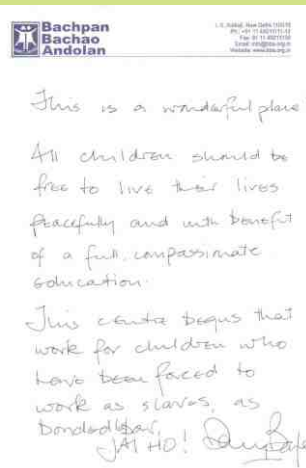 Bachpan
Bachao
Andolan
This is a wonderful place
All children should be
free to live their lives
peacefully and with benefit
of a full, compassionate
education.
This centre begins that
work for children who
have been forced to
work as slaves, as
bonded labor,
JAI HO!